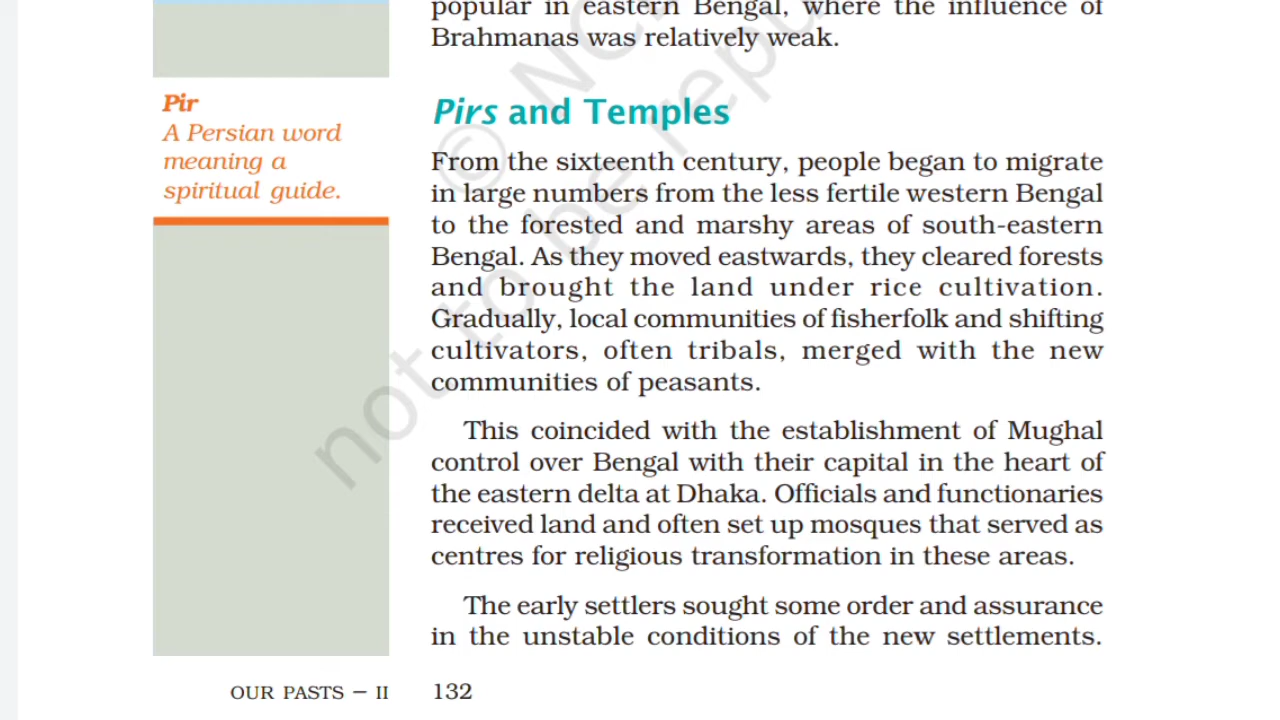 popular in eastern Bengal, where the influence of
Brahmanas was relatively weak.
Pir
A Persian word
meaning a
spiritual guide.
Pirs and Temples
From the sixteenth century, people began to migrate
in large numbers from the less fertile western Bengal
to the forested and marshy areas of south-eastern
Bengal. As they moved eastwards, they cleared forests
and brought the land under rice cultivation.
Gradually, local communities of fisherfolk and shifting
cultivators, often tribals, merged with the new
communities of peasants.
This coincided with the establishment of Mughal
control over Bengal with their capital in the heart of
the eastern delta at Dhaka. Officials and functionaries
received land and often set up mosques that served as
centres for religious transformation in these areas.
The early settlers sought some order and assurance
in the unstable conditions of the new settlements.
OUR PASTS – II 132
© NC
not to be repu